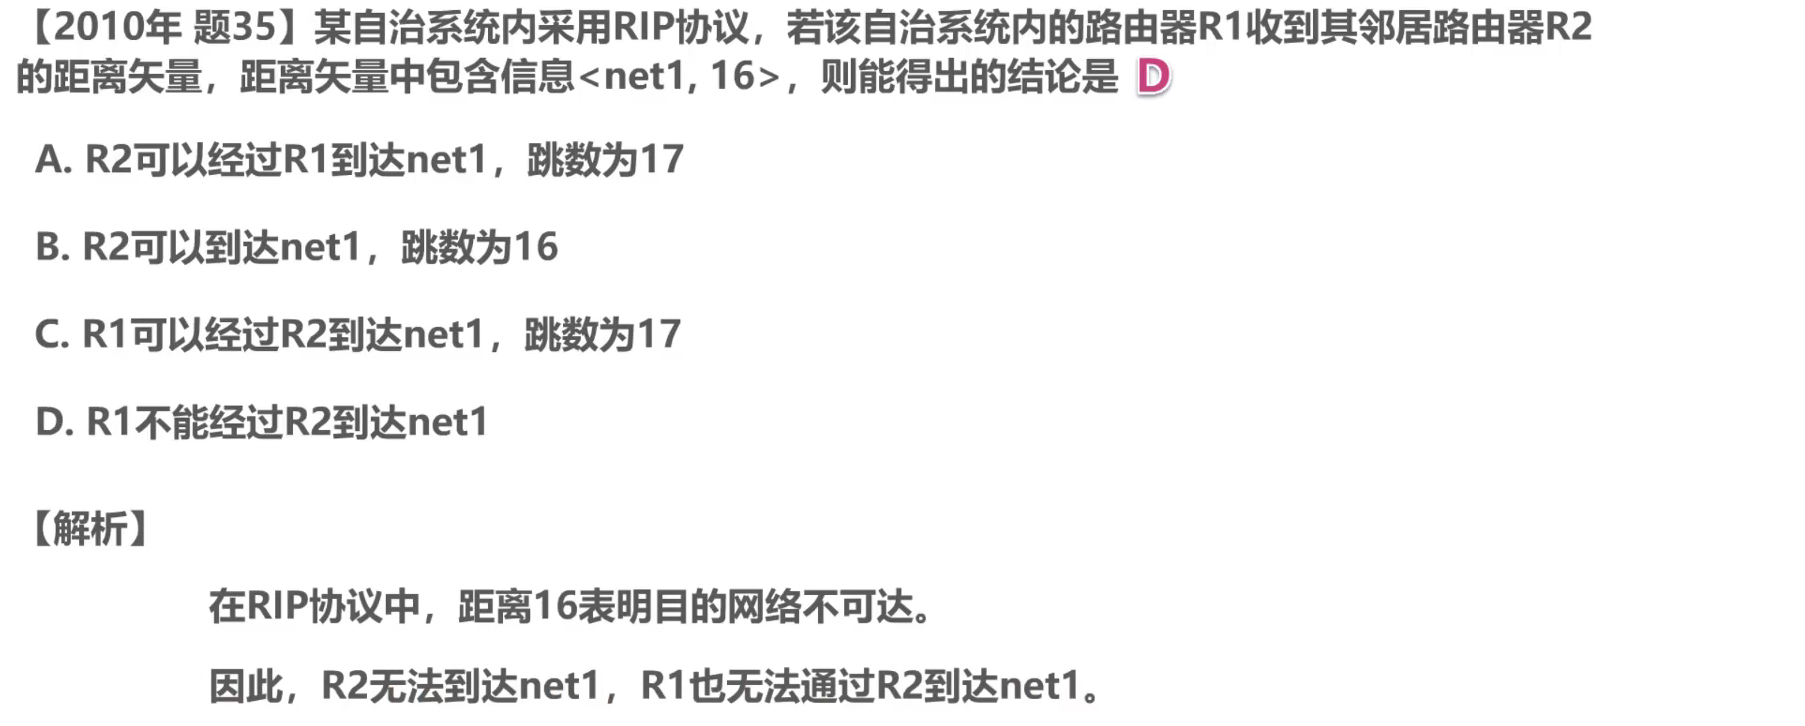 【2010年 题35】某自治系统内采用RIP协议，若该自治系统内的路由器R1收到其邻居路由器R2
的距离矢量，距离矢量中包含信息<net1, 16>，则能得出的结论是 D
A. R2可以经过R1到达net1，跳数为17
B. R2可以到达net1，跳数为16
C. R1可以经过R2到达net1，跳数为17
D. R1不能经过R2到达net1
【解析】
在RIP协议中，距离16表明目的网络不可达。
因此，R2无法到达net1，R1也无法通过R2到达net1。